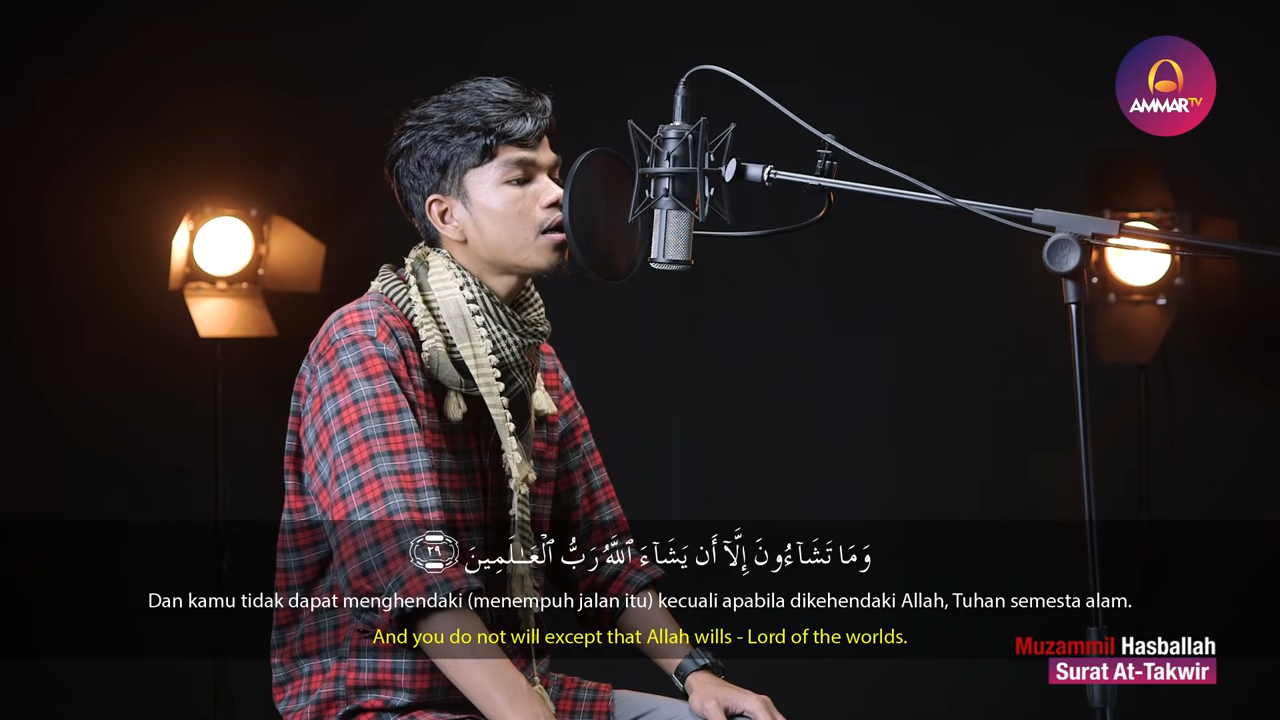 AMMARTV
وَمَا تَشَآءُونَ إِلَّآ أَن يَشَآءَ ٱللَّهُ رَبُّ ٱلْعَـٰلَمِينَ ٢٩
Dan kamu tidak dapat menghendaki (menempuh jalan itu) kecuali apabila dikehendaki Allah, Tuhan semesta alam.
And you do not will except that Allah wills - Lord of the worlds.
Muzammil Hasballah
Surat At-Takwir